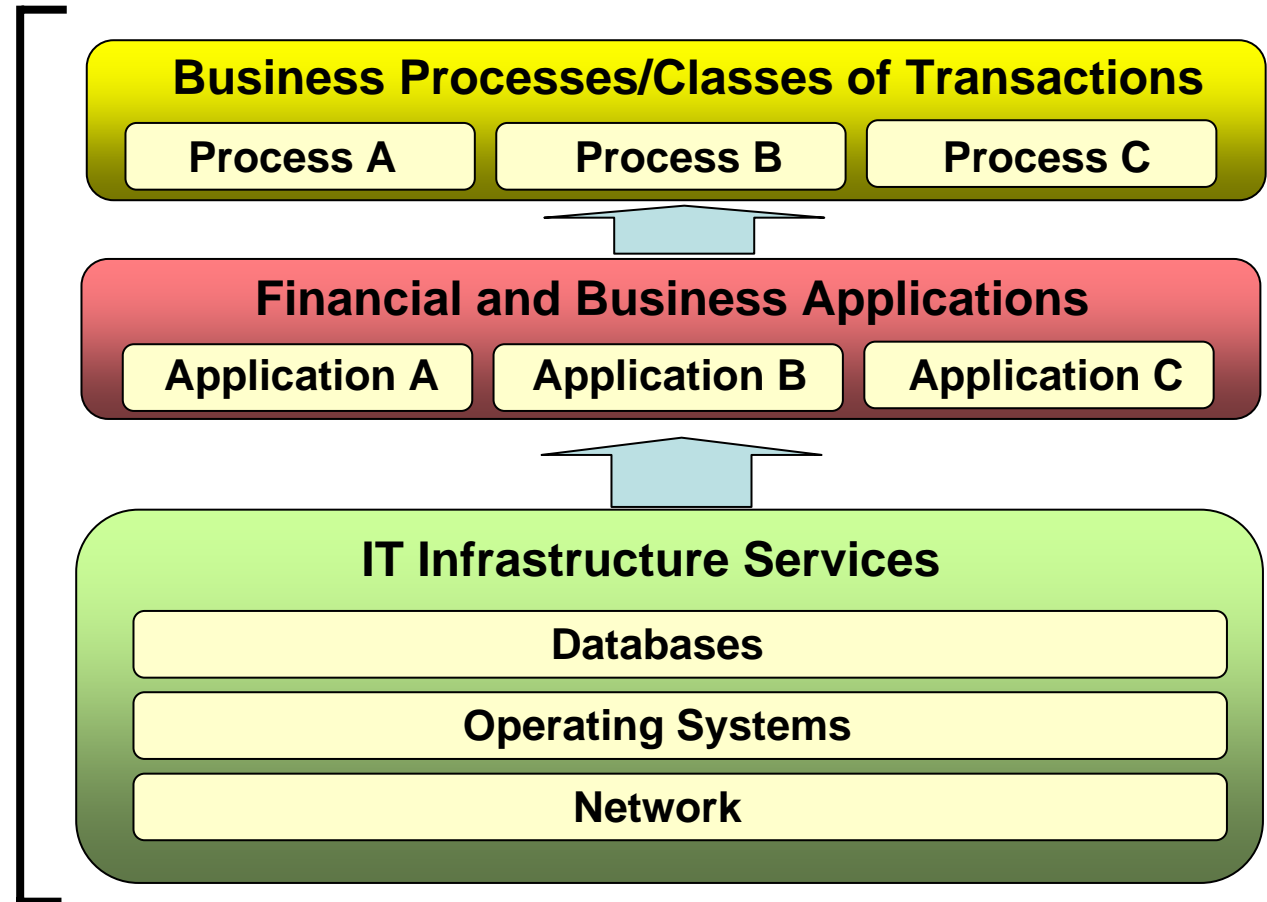 Business Processes/Classes of Transactions
Process A
Process B
Process C
Financial and Business Applications
Application A
Application B
Application C
IT Infrastructure Services
Databases
Operating Systems
Network